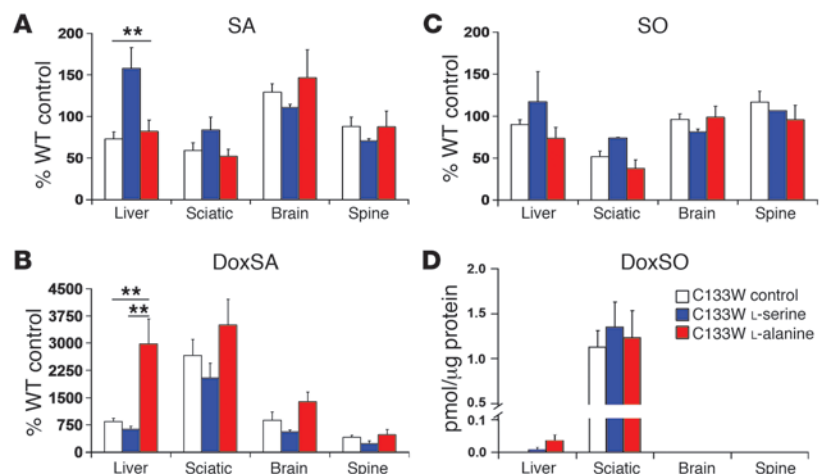 A
SA
**
% WT control
200
150
100
50
0
Liver Sciatic Brain Spine
C
SO
% WT control
200
150
100
50
0
Liver Sciatic Brain Spine
B
DoxSA
**
**
% WT control
4500
3750
3000
2250
1500
750
0
Liver Sciatic Brain Spine
D
DoxSO
pmol/µg protein
2.0
1.5
1.0
0.5
0.1
0.0
C133W control
C133W L-serine
C133W L-alanine
Liver Sciatic Brain Spine